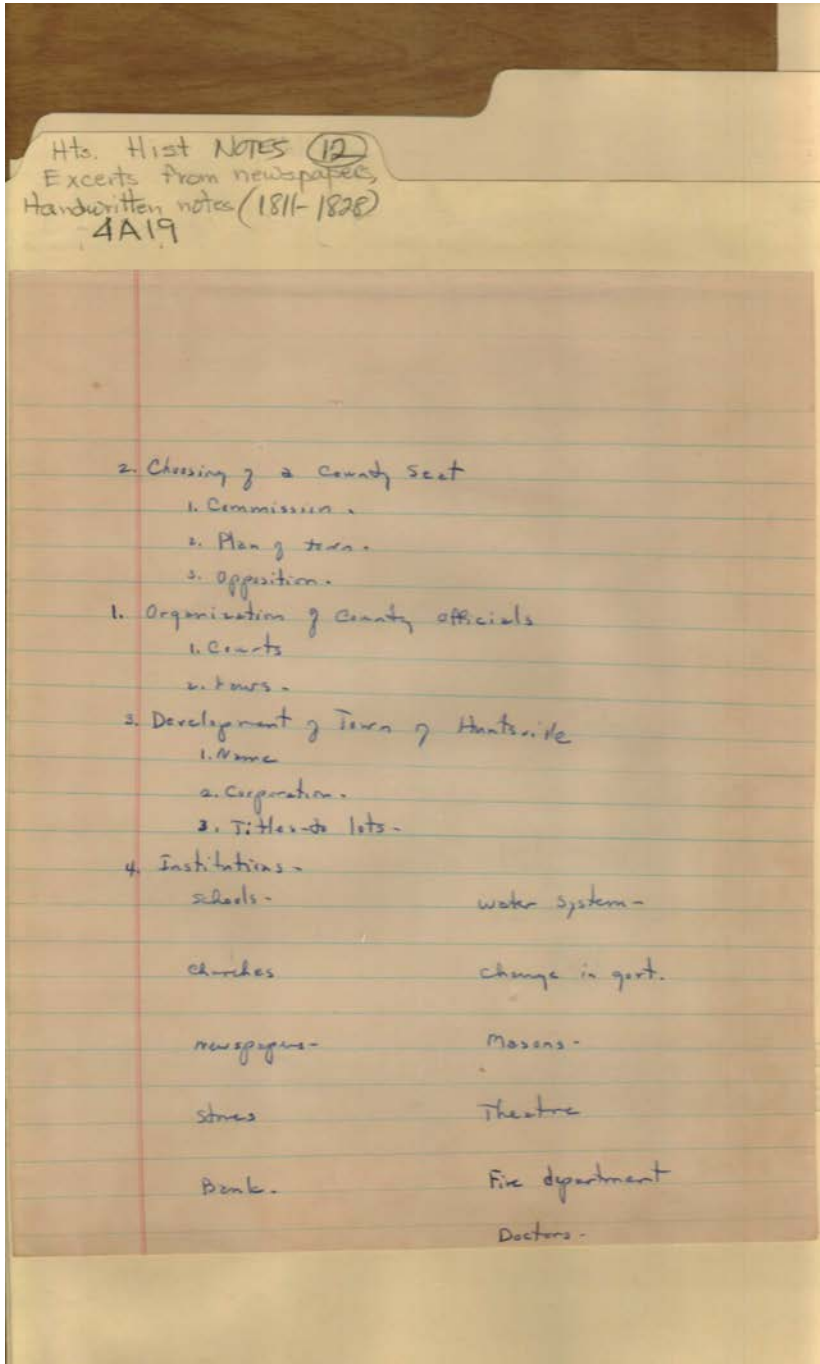 Hts. Hist NOTES 12
Excerts from newspapers,
Handwritten notes (1811-1828)
4A19
2. Choosing of a County Seat
1. Commission.
2. Plan of town.
3. Opposition.
1. Organization of County officials
1. Courts
2.
3. Development of Town of Huntsville
1. Name
2. Corporation.
3. Titles to lots-
4. Institutions-
schools- water system-
churches change in govt.
newspapers- Masons-
stores Theatre
Bank. Fire department
Doctors-